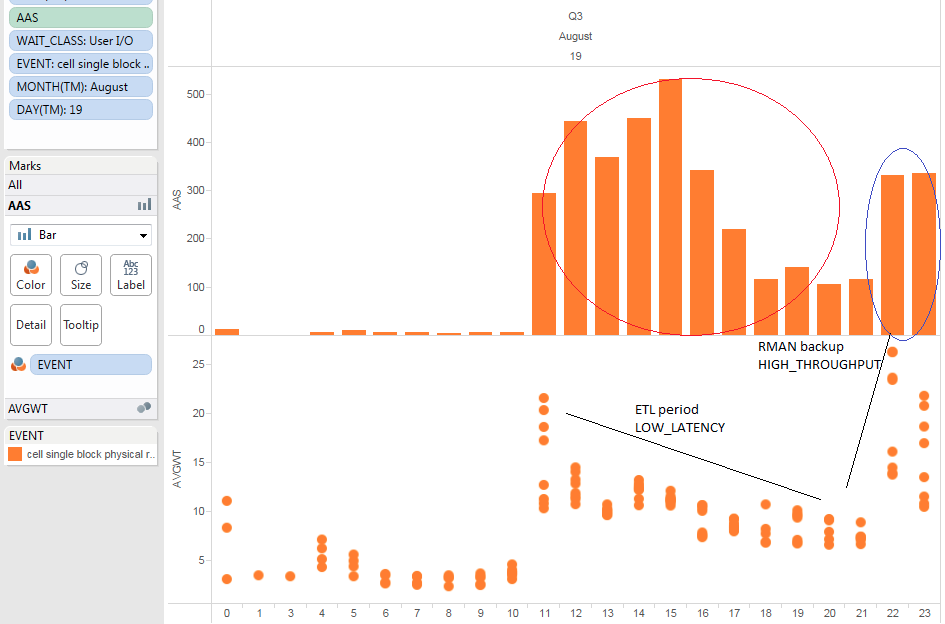 AAS
WAIT_CLASS: User I/O
EVENT: cell single block ..
MONTH(TM): August
DAY(TM): 19
Marks
All
AAS
Bar
Color
Size
Abc
123
Label
Detail
Tooltip
EVENT
AVGWT
EVENT
cell single block physical r..
Q3
August
19
AAS
500
400
300
200
100
0
RMAN backup
HIGH_THROUGHPUT
ETL period
LOW_LATENCY
AVGWT
25
20
15
10
5
0 1 3 4 5 6 7 8 9 10 11 12 13 14 15 16 17 18 19 20 21 22 23